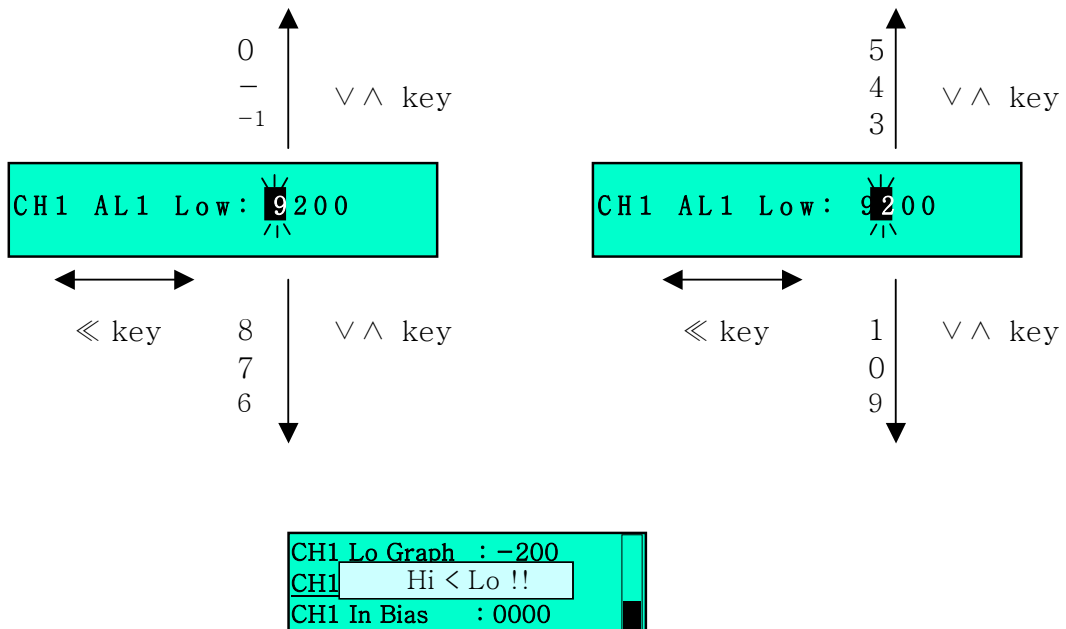 0
−
−1
∨∧ key
CH1 AL1 Low: 9200
≪ key
8
7
6
∨∧ key
5
4
3
∨∧ key
CH1 AL1 Low: 9200
≪ key
1
0
9
∨∧ key
CH1 Lo Graph : −200
CH1
Hi < Lo !!
CH1 In Bias : 0000